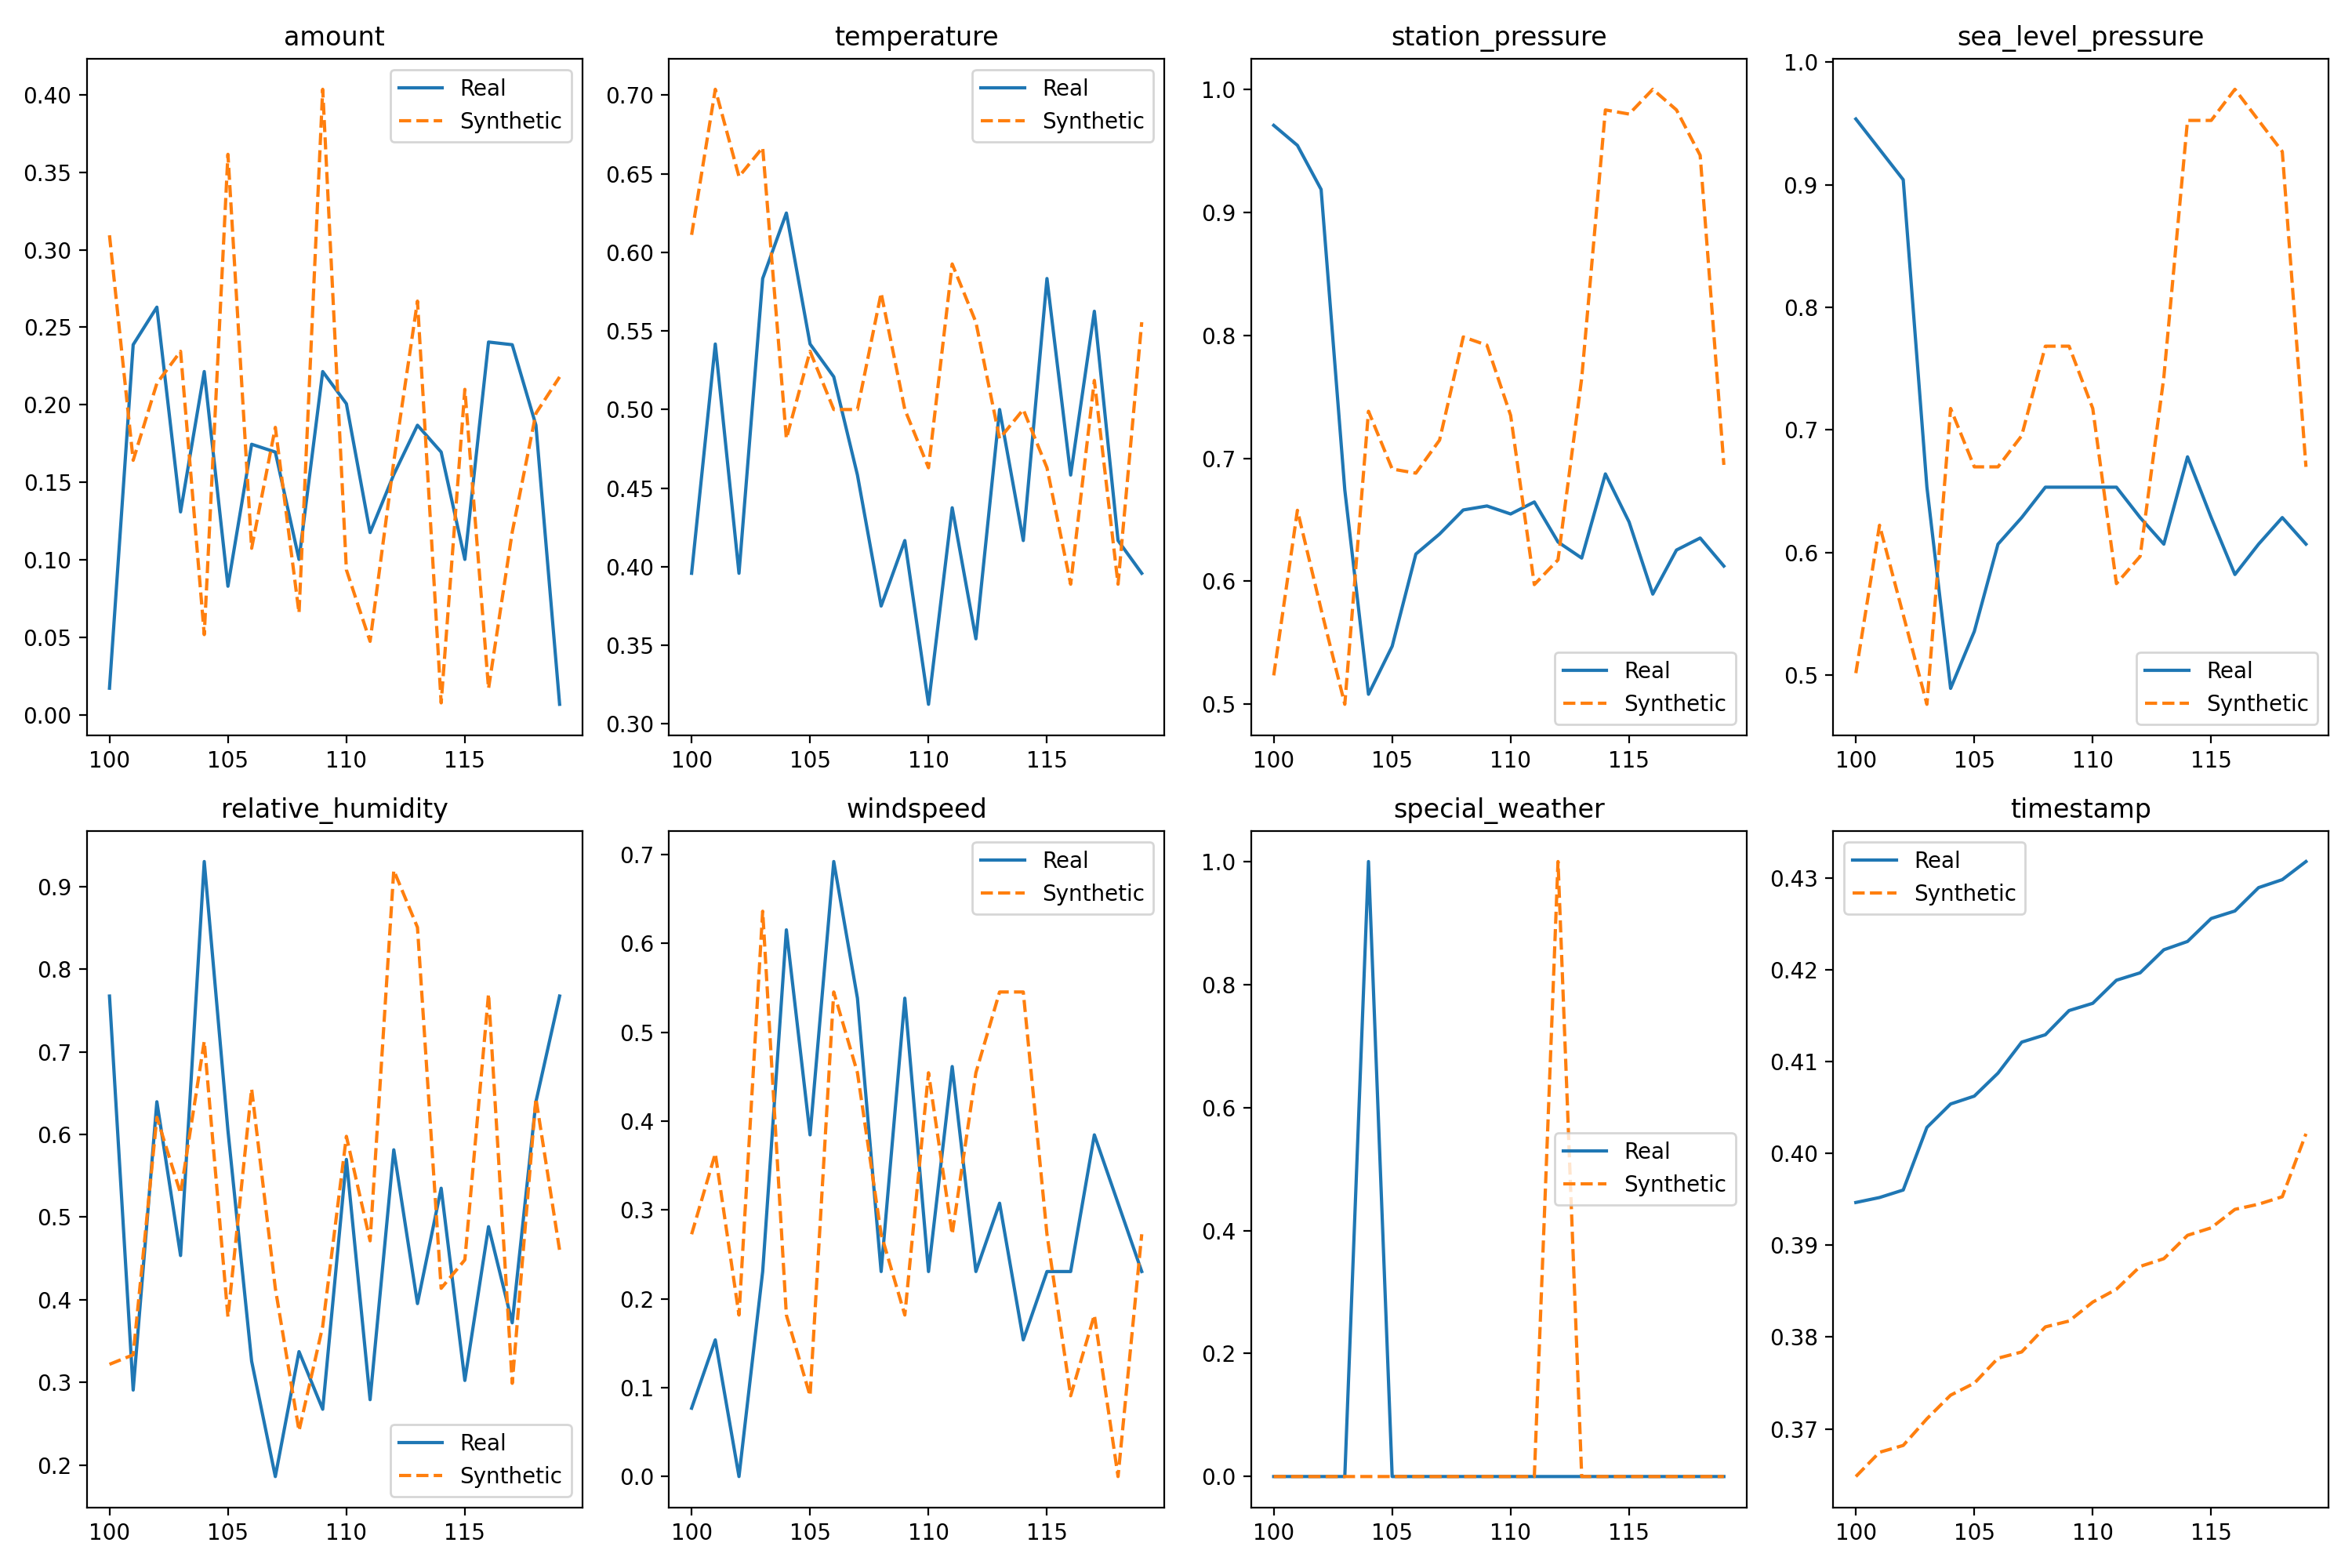 amount
0.40
0.35
0.30
0.25
0.20
0.15
0.10
0.05
0.00
100 105 110 115
Real
Synthetic
temperature
0.70
0.65
0.60
0.55
0.50
0.45
0.40
0.35
0.30
100 105 110 115
Real
Synthetic
station_pressure
1.0
0.9
0.8
0.7
0.6
0.5
100 105 110 115
Real
Synthetic
sea_level_pressure
1.0
0.9
0.8
0.7
0.6
0.5
100 105 110 115
Real
Synthetic
relative_humidity
0.9
0.8
0.7
0.6
0.5
0.4
0.3
0.2
100 105 110 115
Real
Synthetic
windspeed
0.7
0.6
0.5
0.4
0.3
0.2
0.1
0.0
100 105 110 115
Real
Synthetic
special_weather
1.0
0.8
0.6
0.4
0.2
0.0
100 105 110 115
Real
Synthetic
timestamp
0.43
0.42
0.41
0.40
0.39
0.38
0.37
100 105 110 115
Real
Synthetic